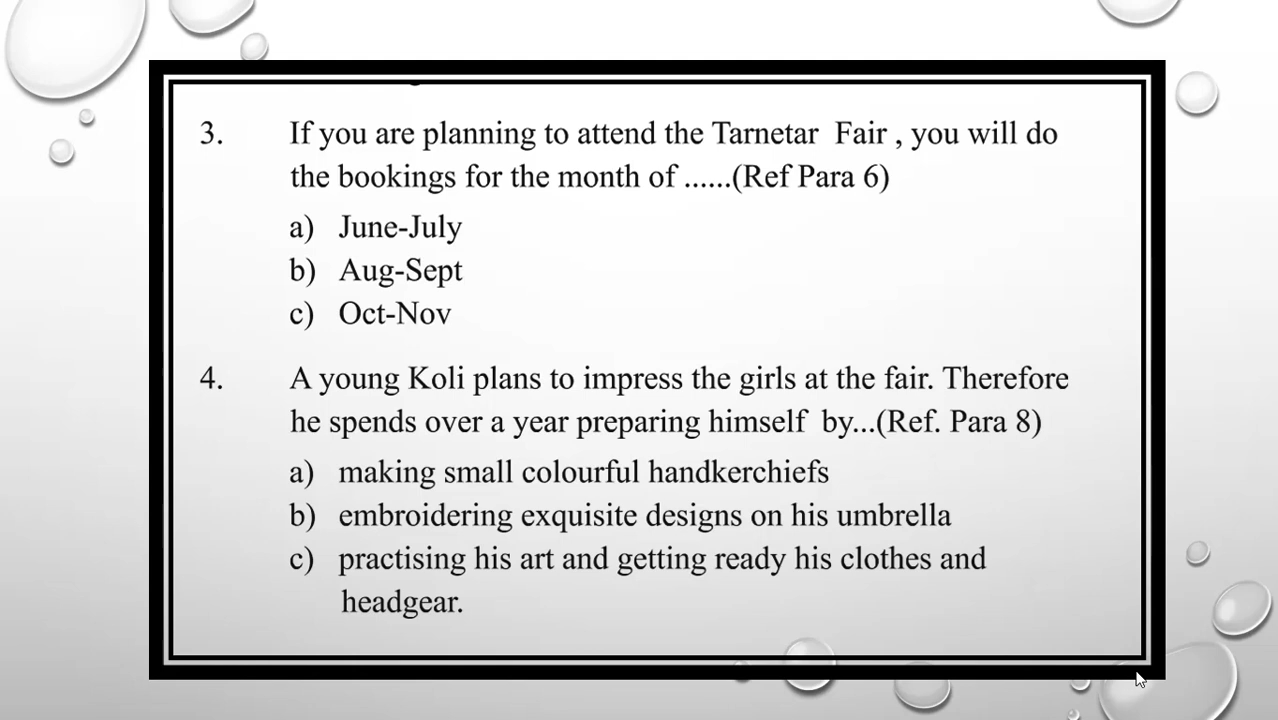 3. If you are planning to attend the Tarnetar Fair , you will do
the bookings for the month of ......(Ref Para 6)
a) June-July
b) Aug-Sept
c) Oct-Nov
4. A young Koli plans to impress the girls at the fair. Therefore
he spends over a year preparing himself by...(Ref. Para 8)
a) making small colourful handkerchiefs
b) embroidering exquisite designs on his umbrella
c) practising his art and getting ready his clothes and
headgear.